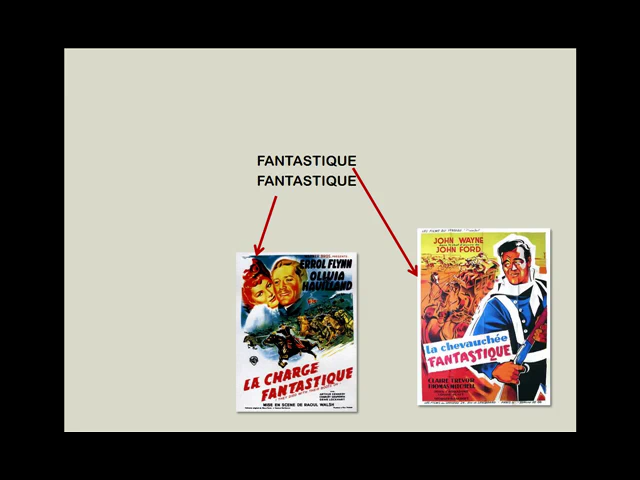 FANTASTIQUE
FANTASTIQUE
ERROL FLYNN
OLIVIA
HAVILLAND
LA CHARGE
FANTASTIQUE
MISE EN SCENE DE RAOUL WALSH
JOHN WAYNE
JOHN FORD
la chevauchée
FANTASTIQUE
CLAIRE TREVOR
THOMAS MITCHELL